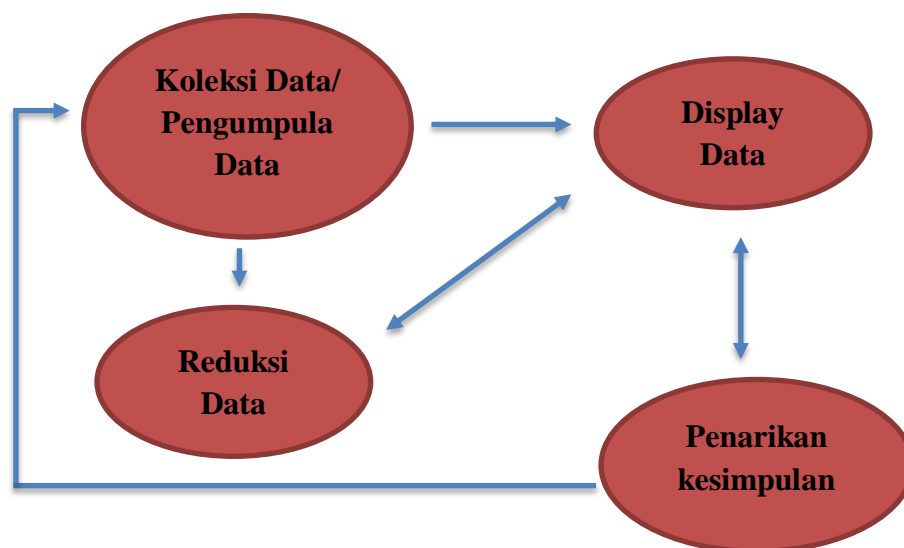 Koleksi Data/
Pengumpula
Data
Display
Data
Reduksi
Data
Penarikan
kesimpulan